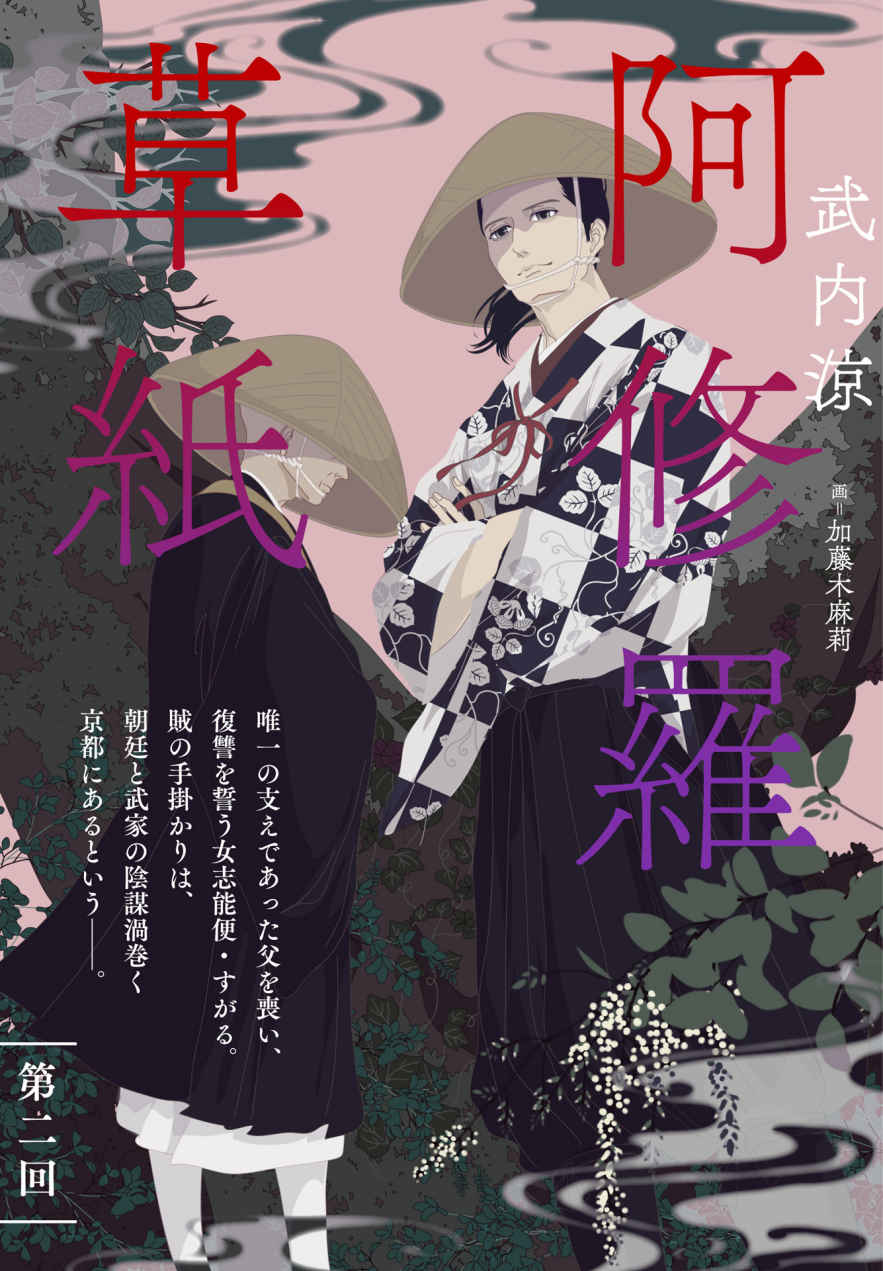 阿修羅
草紙
武内涼
画=加藤木麻莉
唯一の支えであった父を喪い、
復讐を誓う女志能便・すがる。
賊の手掛かりは、
朝廷と武家の陰謀渦巻く
京都にあるという――。
第二回